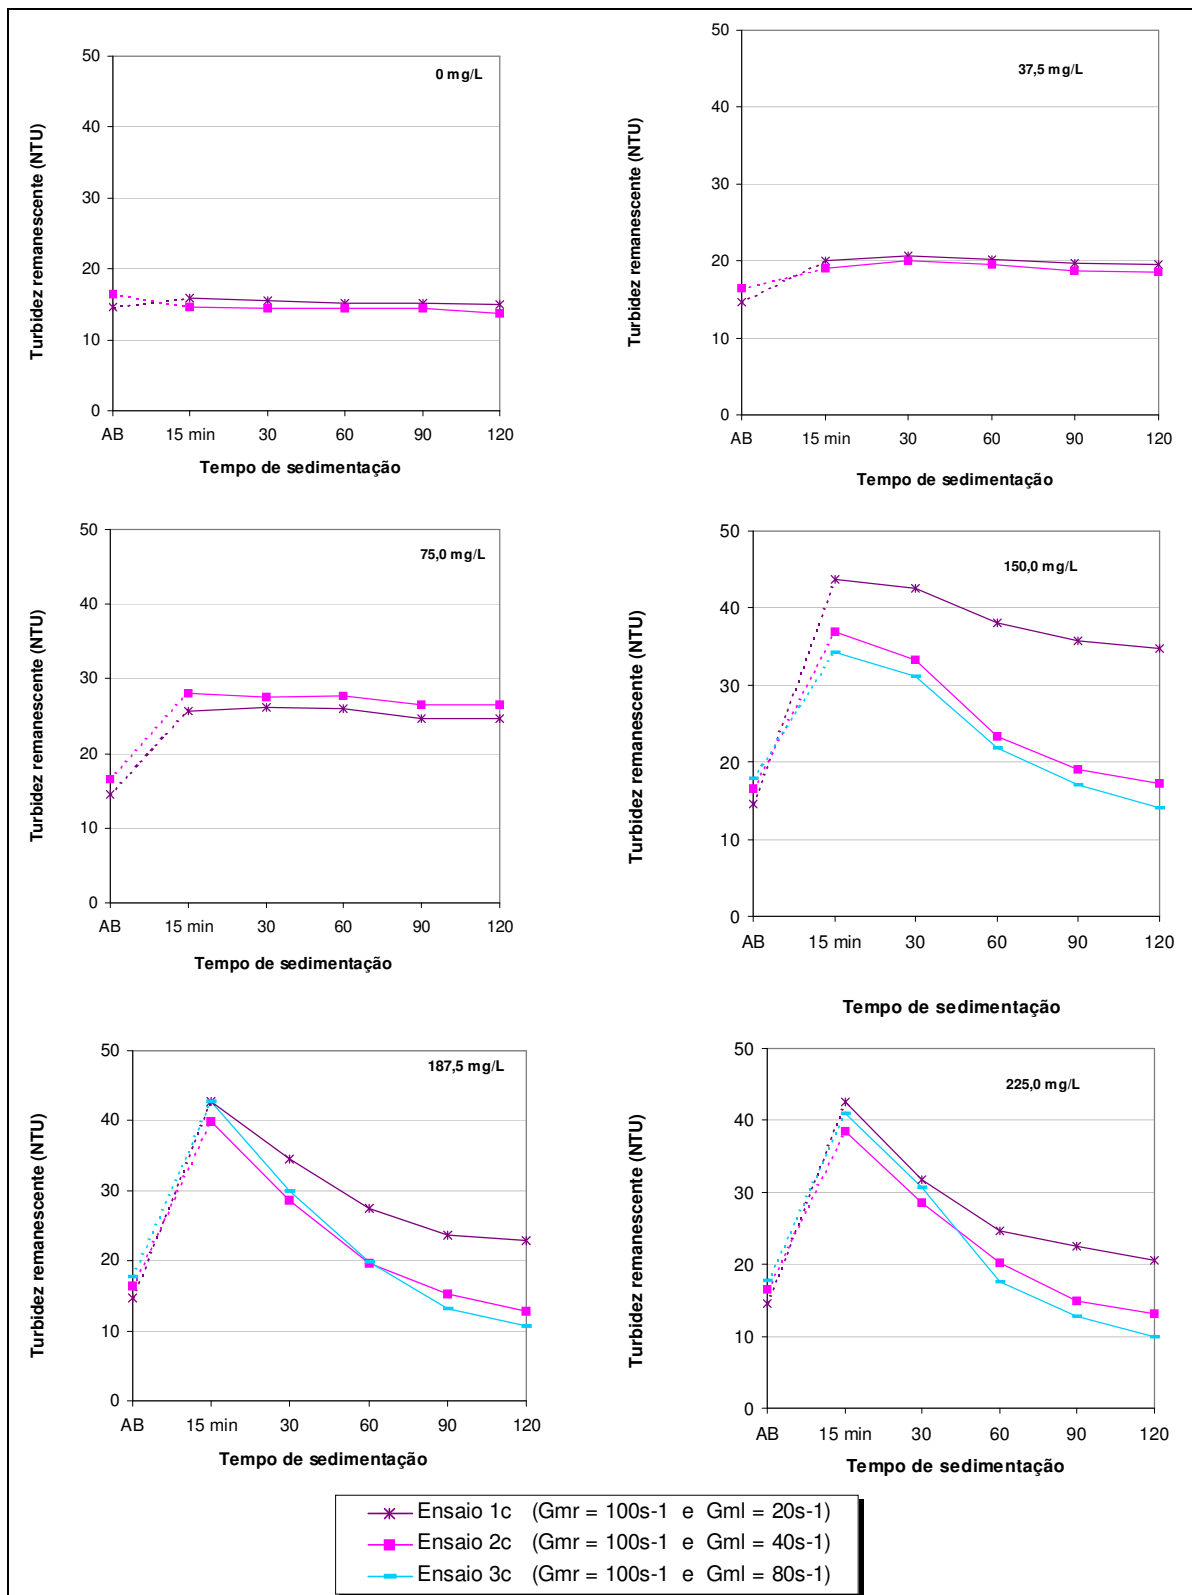 0 mg/L
50
40
30
20
10
0
Turbidez remanescente (NTU)
AB 15 min 30 60 90 120
Tempo de sedimentação
37,5 mg/L
50
40
30
20
10
0
Turbidez remanescente (NTU)
AB 15 min 30 60 90 120
Tempo de sedimentação
75,0 mg/L
50
40
30
20
10
0
Turbidez remanescente (NTU)
AB 15 min 30 60 90 120
Tempo de sedimentação
150,0 mg/L
50
40
30
20
10
0
Turbidez remanescente (NTU)
AB 15 min 30 60 90 120
Tempo de sedimentação
187,5 mg/L
50
40
30
20
10
0
Turbidez remanescente (NTU)
AB 15 min 30 60 90 120
Tempo de sedimentação
225,0 mg/L
50
40
30
20
10
0
Turbidez remanescente (NTU)
AB 15 min 30 60 90 120
Tempo de sedimentação
Ensaio 1c (Gmr = 100s-1 e Gml = 20s-1)
Ensaio 2c (Gmr = 100s-1 e Gml = 40s-1)
Ensaio 3c (Gmr = 100s-1 e Gml = 80s-1)